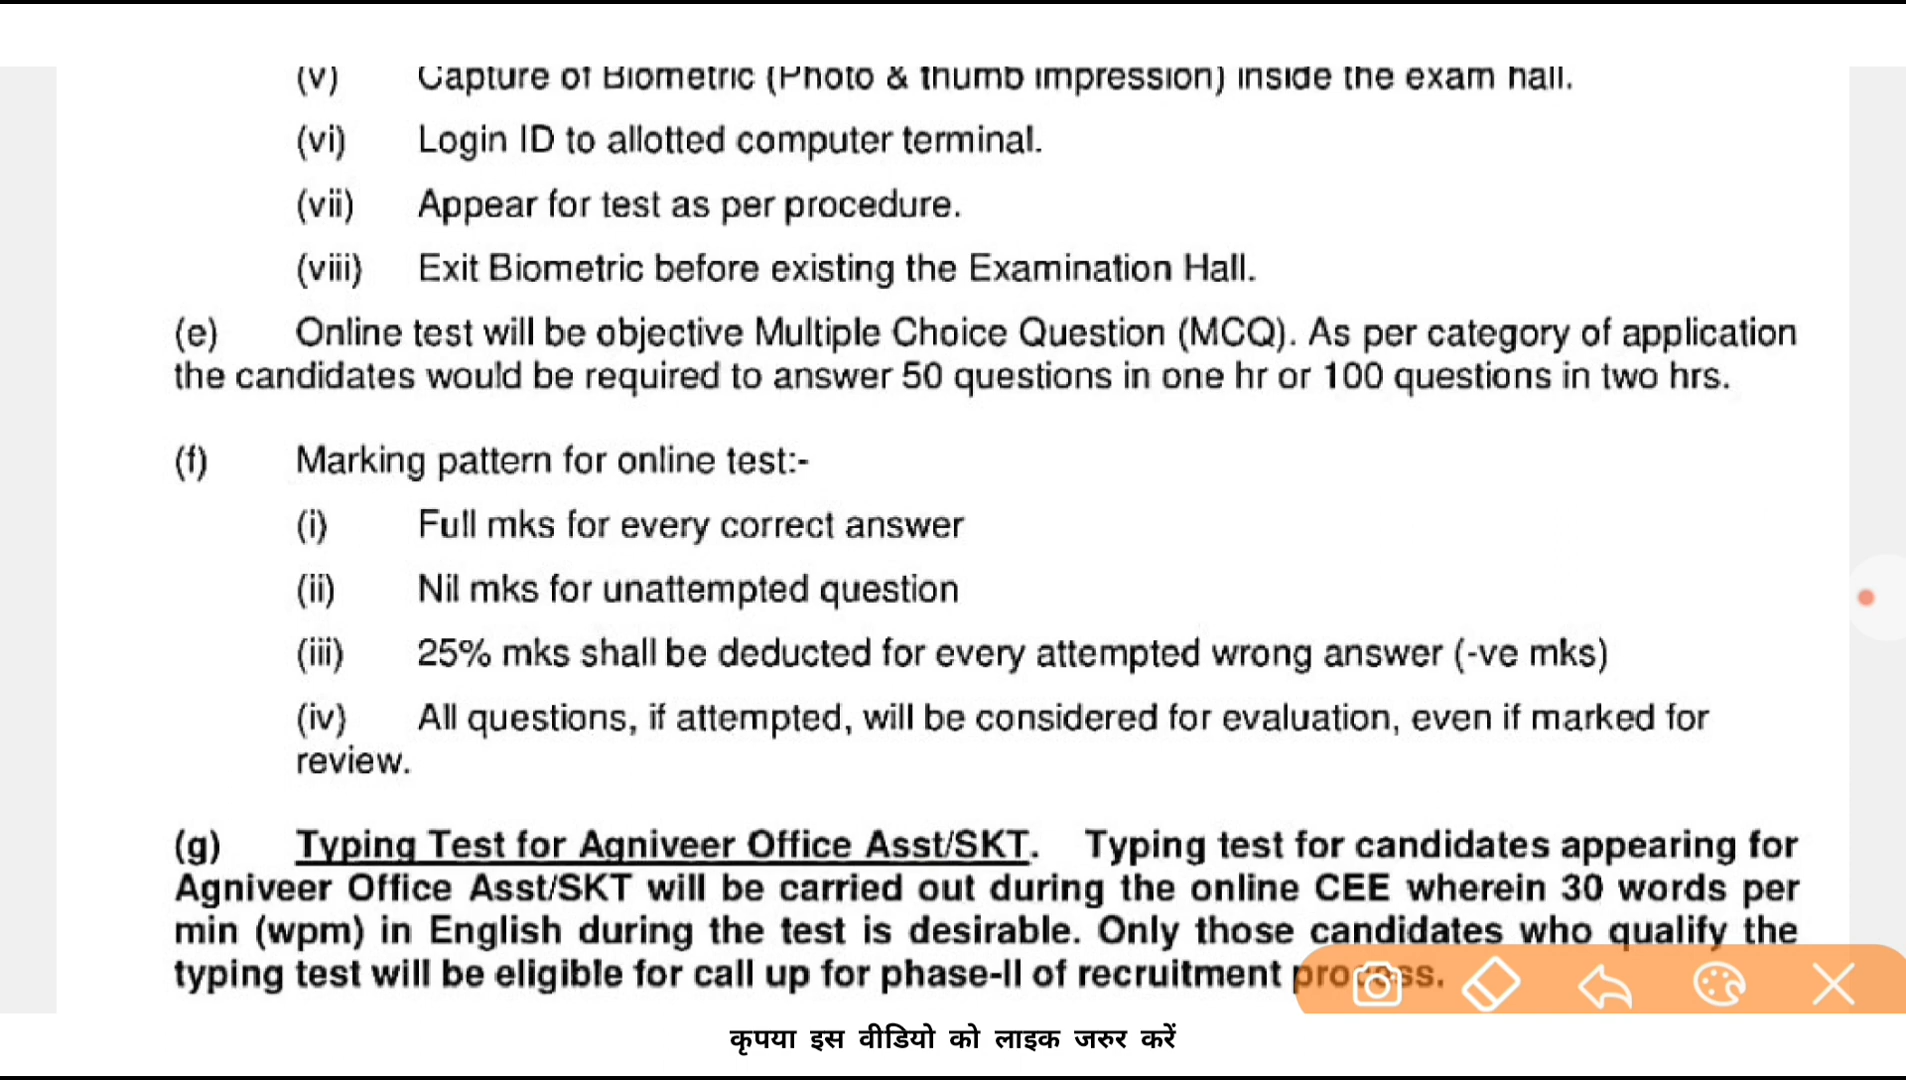 (v) Capture of Biometric (Photo & thumb impression) inside the exam hall.
(vi) Login ID to allotted computer terminal.
(vii) Appear for test as per procedure.
(viii) Exit Biometric before existing the Examination Hall.
(e) Online test will be objective Multiple Choice Question (MCQ). As per category of application
the candidates would be required to answer 50 questions in one hr or 100 questions in two hrs.
(f) Marking pattern for online test:-
(i) Full mks for every correct answer
(ii) Nil mks for unattempted question
(iii) 25% mks shall be deducted for every attempted wrong answer (-ve mks)
(iv) All questions, if attempted, will be considered for evaluation, even if marked for
review.
(g) Typing Test for Agniveer Office Asst/SKT. Typing test for candidates appearing for
Agniveer Office Asst/SKT will be carried out during the online CEE wherein 30 words per
min (wpm) in English during the test is desirable. Only those candidates who qualify the
typing test will be eligible for call up for phase-II of recruitment process.
कृपया इस वीडियो को लाइक जरुर करें